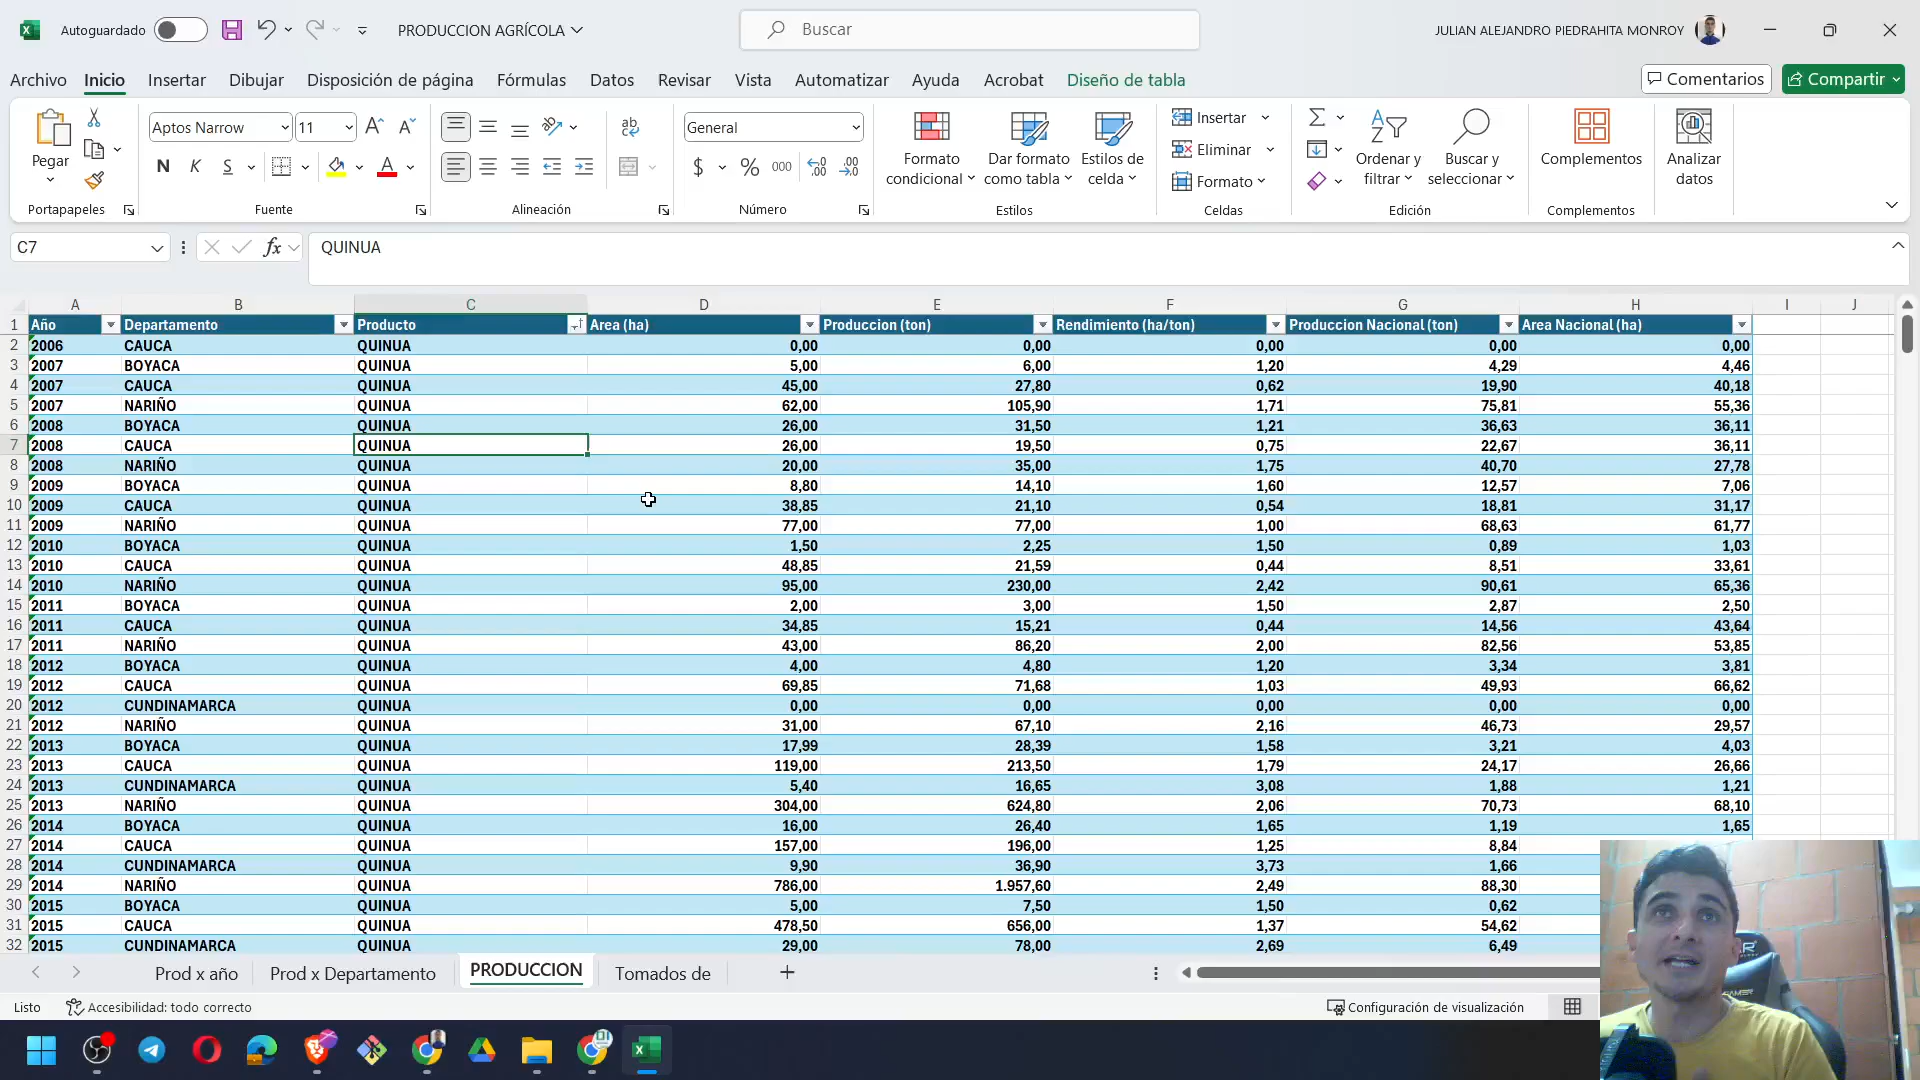 Autoguardado
PRODUCCION AGRÍCOLA
Buscar
JULIAN ALEJANDRO PIEDRAHITA MONROY
Archivo Inicio Insertar Dibujar Disposición de página Fórmulas Datos Revisar Vista Automatizar Ayuda Acrobat Diseño de tabla
Comentarios
Compartir
Pegar
Portapapeles
Aptos Narrow 11
N K S
Fuente
Alineación
General
$ % 000
Número
Formato condicional
Dar formato como tabla
Estilos de celda
Estilos
Insertar
Eliminar
Formato
Celdas
Ordenar y filtrar
Buscar y seleccionar
Edición
Complementos
Complementos
Analizar datos
C7
fx
QUINUA
A B C D E F G H I J
1 Año Departamento Producto Area (ha) Produccion (ton) Rendimiento (ha/ton) Produccion Nacional (ton) Area Nacional (ha)
2 2006 CAUCA QUINUA 0,00 0,00 0,00 0,00 0,00
3 2007 BOYACA QUINUA 5,00 6,00 1,20 4,29 4,46
4 2007 CAUCA QUINUA 45,00 27,80 0,62 19,90 40,18
5 2007 NARIÑO QUINUA 62,00 105,90 1,71 75,81 55,36
6 2008 BOYACA QUINUA 26,00 31,50 1,21 36,63 36,11
7 2008 CAUCA QUINUA 26,00 19,50 0,75 22,67 36,11
8 2008 NARIÑO QUINUA 20,00 35,00 1,75 40,70 27,78
9 2009 BOYACA QUINUA 8,80 14,10 1,60 12,57 7,06
10 2009 CAUCA QUINUA 38,85 21,10 0,54 18,81 31,17
11 2009 NARIÑO QUINUA 77,00 77,00 1,00 68,63 61,77
12 2010 BOYACA QUINUA 1,50 2,25 1,50 0,89 1,03
13 2010 CAUCA QUINUA 48,85 21,59 0,44 8,51 33,61
14 2010 NARIÑO QUINUA 95,00 230,00 2,42 90,61 65,36
15 2011 BOYACA QUINUA 2,00 3,00 1,50 2,87 2,50
16 2011 CAUCA QUINUA 34,85 15,21 0,44 14,56 43,64
17 2011 NARIÑO QUINUA 43,00 86,20 2,00 82,56 53,85
18 2012 BOYACA QUINUA 4,00 4,80 1,20 3,34 3,81
19 2012 CAUCA QUINUA 69,85 71,68 1,03 49,93 66,62
20 2012 CUNDINAMARCA QUINUA 0,00 0,00 0,00 0,00 0,00
21 2012 NARIÑO QUINUA 31,00 67,10 2,16 46,73 29,57
22 2013 BOYACA QUINUA 17,99 28,39 1,58 3,21 4,03
23 2013 CAUCA QUINUA 119,00 213,50 1,79 24,17 26,66
24 2013 CUNDINAMARCA QUINUA 5,40 16,65 3,08 1,88 1,21
25 2013 NARIÑO QUINUA 304,00 624,80 2,06 70,73 68,10
26 2014 BOYACA QUINUA 16,00 26,40 1,65 1,19 1,65
27 2014 CAUCA QUINUA 157,00 196,00 1,25 8,84
28 2014 CUNDINAMARCA QUINUA 9,90 36,90 3,73 1,66
29 2014 NARIÑO QUINUA 786,00 1.957,60 2,49 88,30
30 2015 BOYACA QUINUA 5,00 7,50 1,50 0,62
31 2015 CAUCA QUINUA 478,50 656,00 1,37 54,62
32 2015 CUNDINAMARCA QUINUA 29,00 78,00 2,69 6,49
Prod x año Prod x Departamento PRODUCCION Tomados de
Listo Accesibilidad: todo correcto
Configuración de visualización